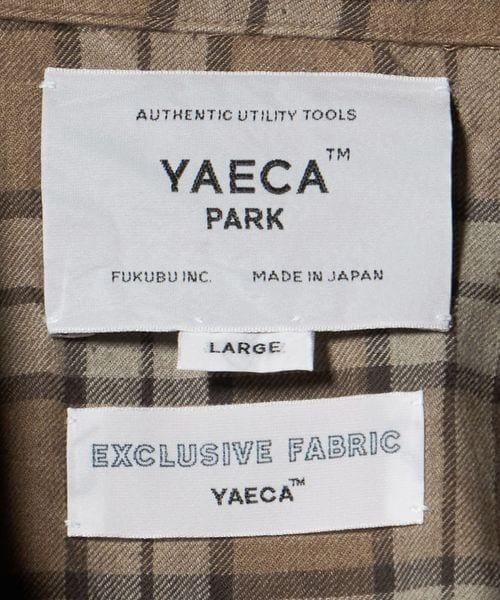 AUTHENTIC UTILITY TOOLS
YAECA™
PARK
FUKUBU INC. MADE IN JAPAN
LARGE
EXCLUSIVE FABRIC
YAECA™